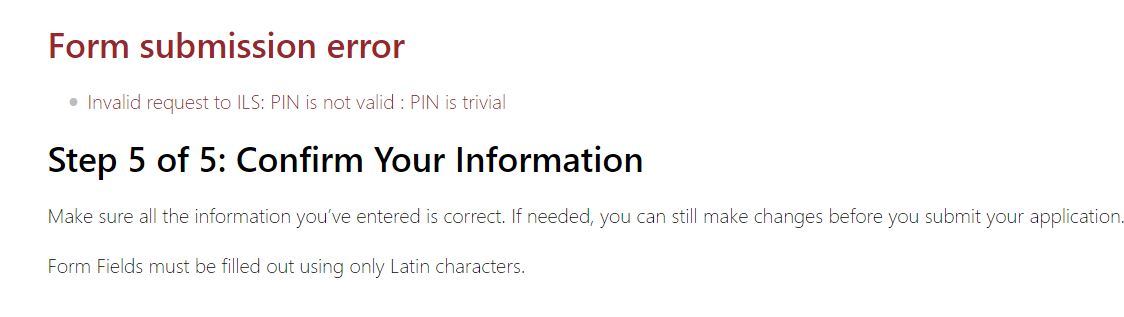 Form submission error
Invalid request to ILS: PIN is not valid : PIN is trivial
Step 5 of 5: Confirm Your Information
Make sure all the information you've entered is correct. If needed, you can still make changes before you submit your application.
Form Fields must be filled out using only Latin characters.